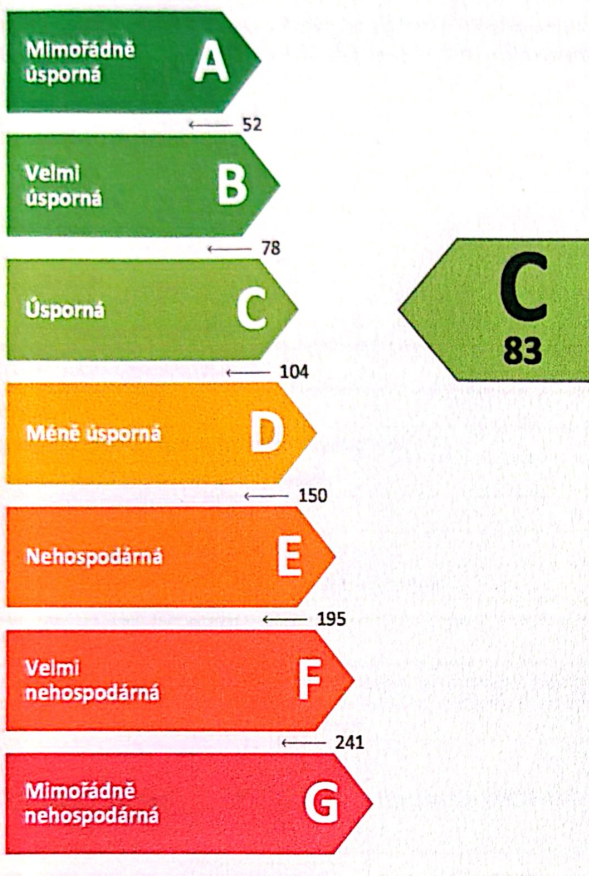 Mimořádně
úsporná
A
52
Velmi
úsporná
B
78
Úsporná
C
104
C
83
Méně úsporná
D
150
Nehospodárná
E
195
Velmi
nehospodárná
F
241
Mimořádně
nehospodárná
G